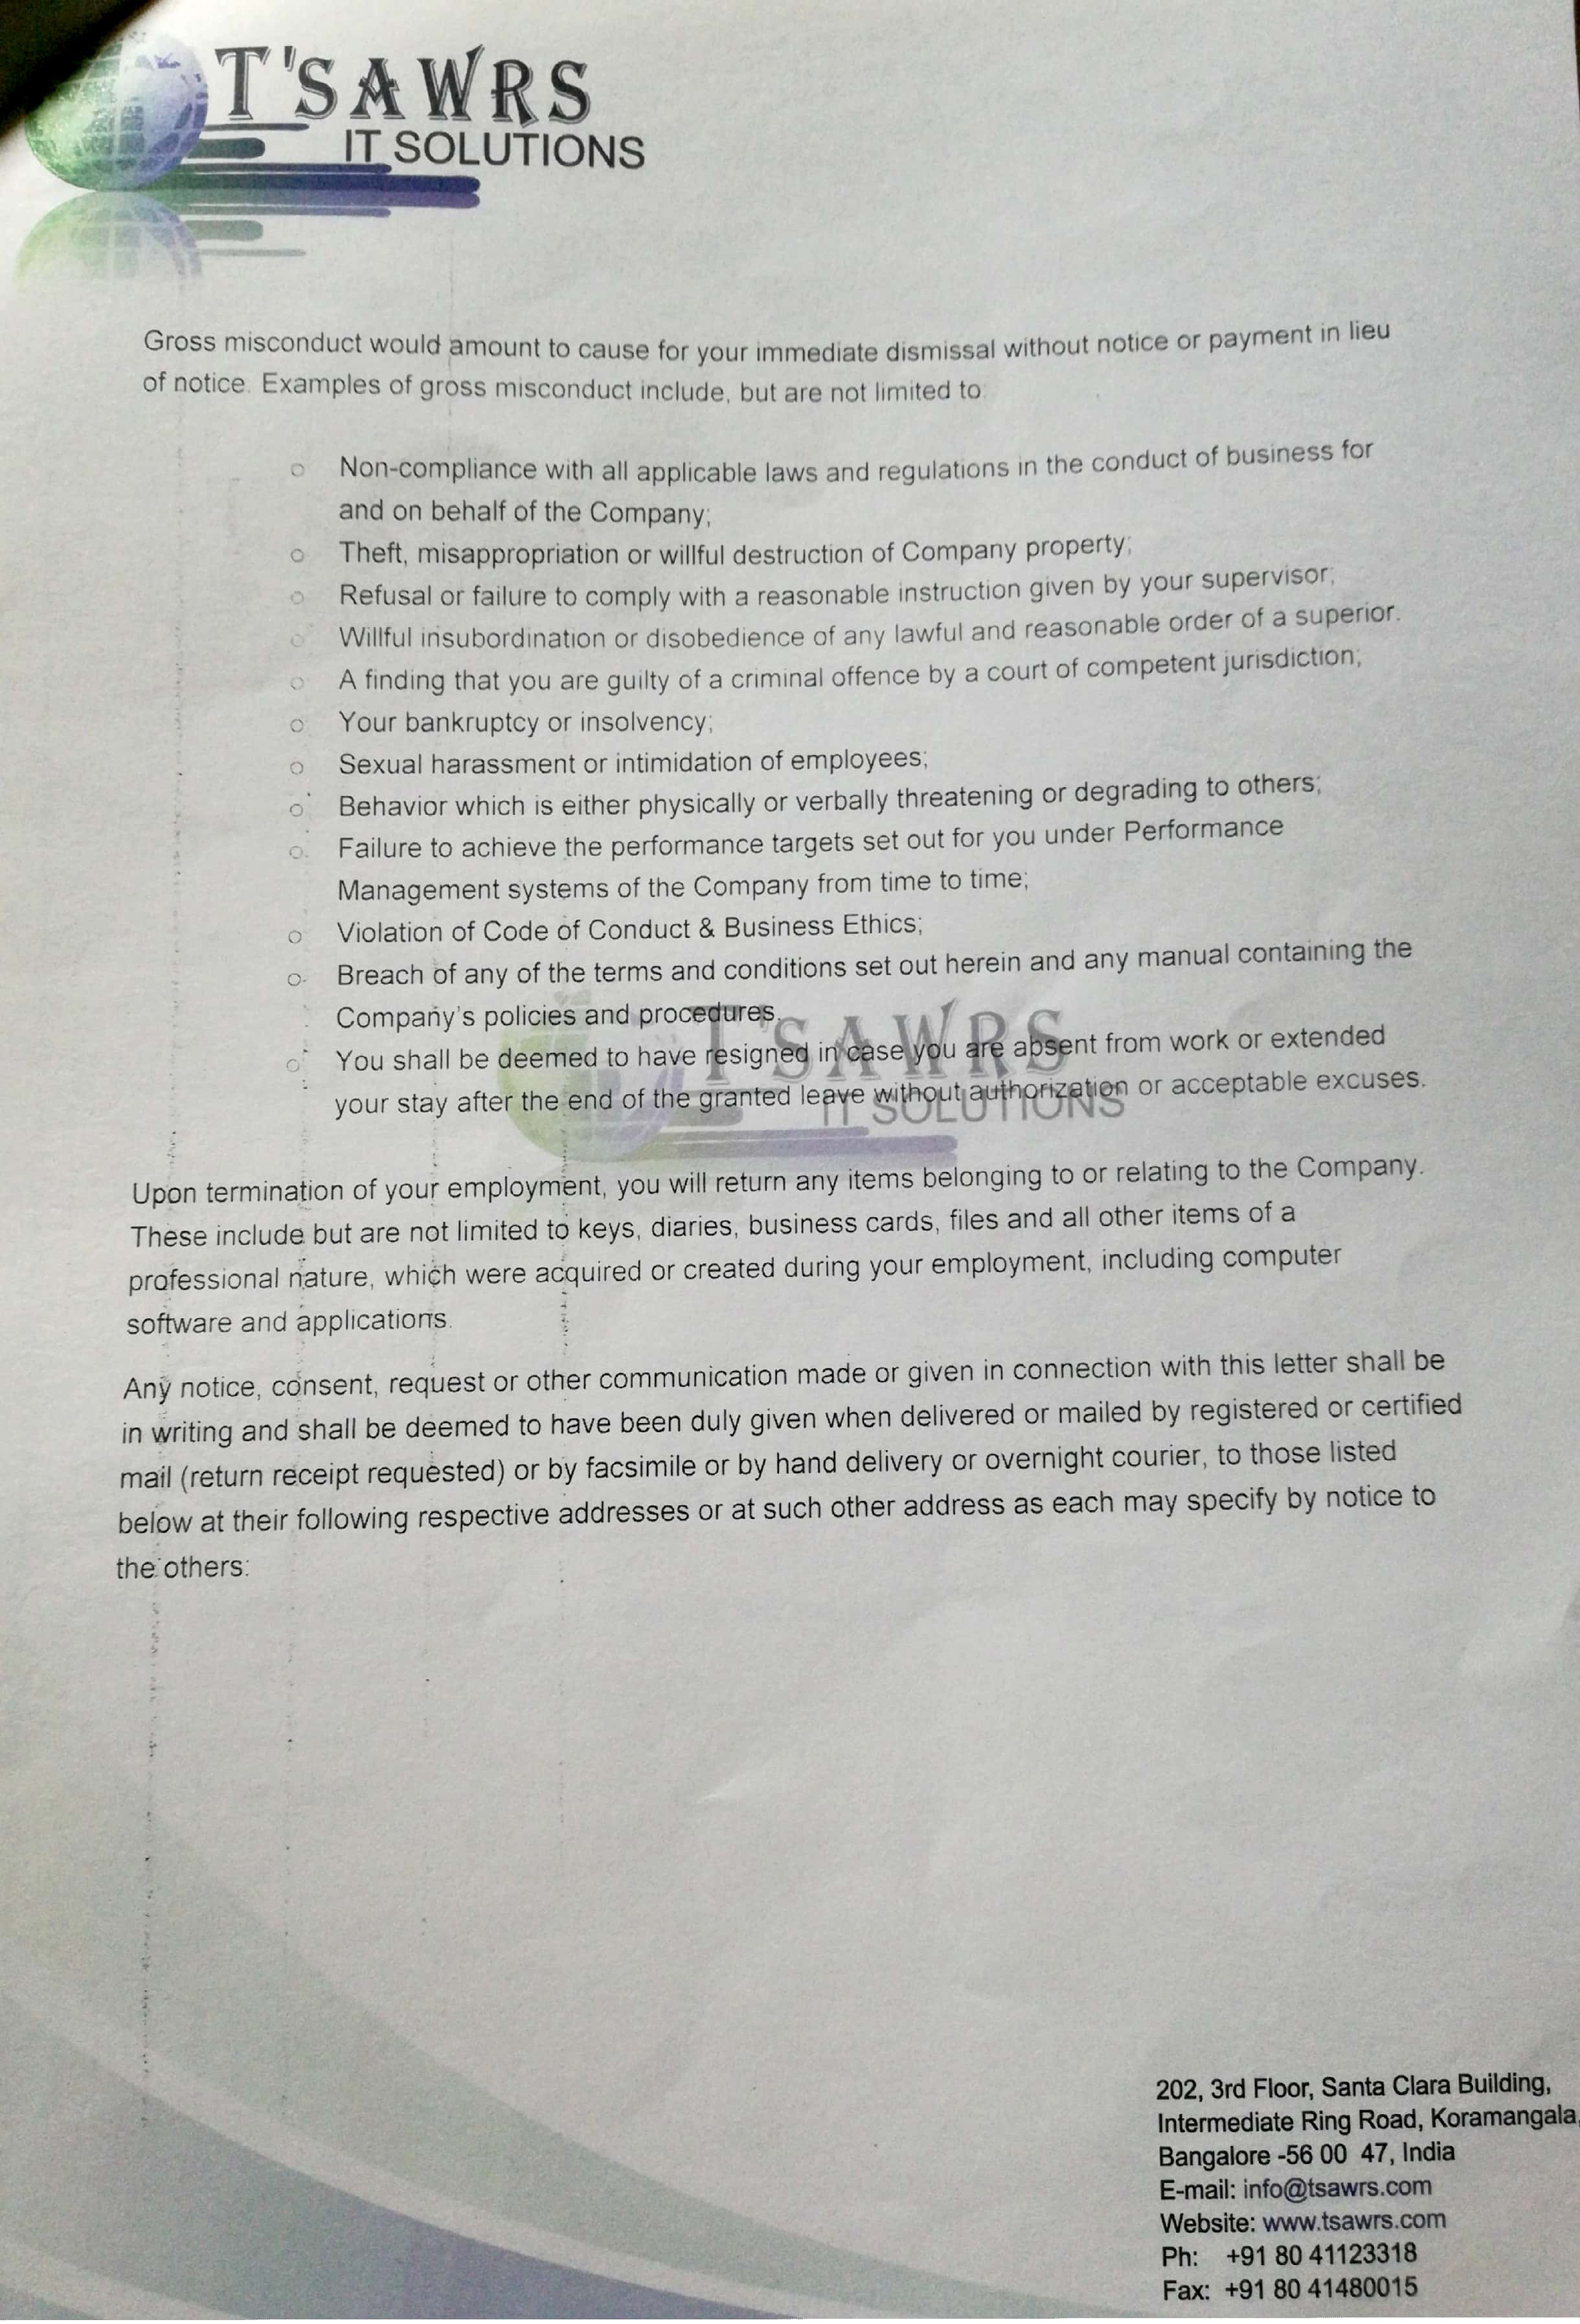 T'SAWRS
IT SOLUTIONS
Gross misconduct would amount to cause for your immediate dismissal without notice or payment in lieu
of notice. Examples of gross misconduct include, but are not limited to:
○ Non-compliance with all applicable laws and regulations in the conduct of business for
and on behalf of the Company;
○ Theft, misappropriation or willful destruction of Company property;
○ Refusal or failure to comply with a reasonable instruction given by your supervisor;
○ Willful insubordination or disobedience of any lawful and reasonable order of a superior.
○ A finding that you are guilty of a criminal offence by a court of competent jurisdiction;
○ Your bankruptcy or insolvency;
○ Sexual harassment or intimidation of employees;
○ Behavior which is either physically or verbally threatening or degrading to others;
○ Failure to achieve the performance targets set out for you under Performance
Management systems of the Company from time to time;
○ Violation of Code of Conduct & Business Ethics;
○ Breach of any of the terms and conditions set out herein and any manual containing the
Company's policies and procedures.
○ You shall be deemed to have resigned in case you are absent from work or extended
your stay after the end of the granted leave without authorization or acceptable excuses.
T'SAWRS
IT SOLUTIONS
Upon termination of your employment, you will return any items belonging to or relating to the Company.
These include but are not limited to keys, diaries, business cards, files and all other items of a
professional nature, which were acquired or created during your employment, including computer
software and applications.
Any notice, consent, request or other communication made or given in connection with this letter shall be
in writing and shall be deemed to have been duly given when delivered or mailed by registered or certified
mail (return receipt requested) or by facsimile or by hand delivery or overnight courier, to those listed
below at their following respective addresses or at such other address as each may specify by notice to
the others:
202, 3rd Floor, Santa Clara Building,
Intermediate Ring Road, Koramangala,
Bangalore -56 00 47, India
E-mail: info@tsawrs.com
Website: www.tsawrs.com
Ph: +91 80 41123318
Fax: +91 80 41480015